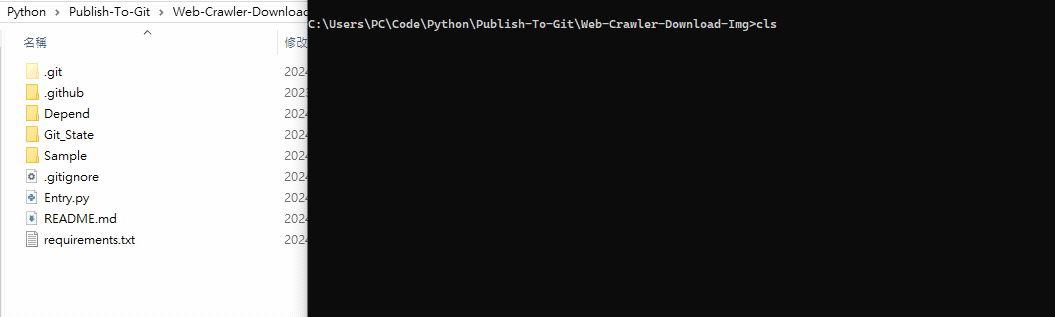 Python > Publish-To-Git > Web-Crawler-Download
名稱
修改
.git
2024
.github
202
Depend
2024
Git_State
2024
Sample
2024
.gitignore
2024
Entry.py
2024
README.md
2024
requirements.txt
2024
C:\Users\PC\Code\Python\Publish-To-Git\Web-Crawler-Download-Img>cls